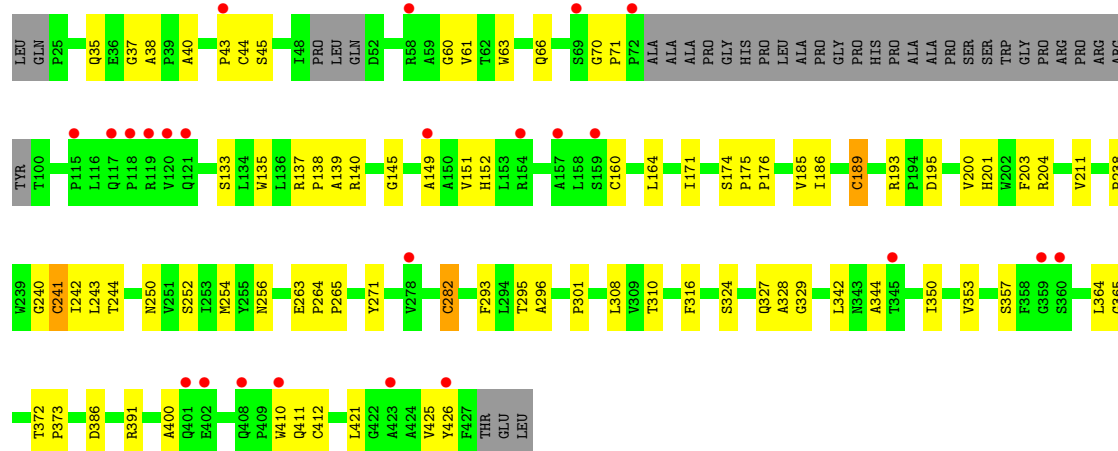 LEU GLN P25 Q35 E36 G37 A38 P39 A40 P43 C44 S45 I48 PRO LEU GLN D52 R58 A59 G60 V61 T62 W63 Q66 S69 G70 P71 P72 ALA ALA ALA PRO GLY HIS PRO LEU ALA PRO GLY PRO HIS PRO ALA ALA PRO SER SER TRP GLY PRO ARG PRO ARG ARG
TYR T100 P115 L116 Q117 P118 R119 V120 Q121 S133 L134 W135 L136 R137 P138 A139 R140 G145 A149 A150 V151 H152 L153 R154 A157 L158 S159 C160 L164 I171 S174 P175 P176 V185 I186 C189 R193 P194 D195 V200 H201 W202 F203 R204 V211
W239 G240 C241 I242 L243 T244 N250 V251 S252 I253 M254 Y255 N256 E263 P264 P265 Y271 V278 C282 F293 L294 T295 A296 P301 L308 V309 T310 F316 S324 Q327 A328 G329 L342 N343 A344 T345 I350 V353 S357 F358 G359 S360 L364
T372 P373 D386 R391 A400 Q401 E402 Q408 P409 W410 Q411 C412 L421 G422 A423 A424 V425 Y426 F427 THR GLU LEU